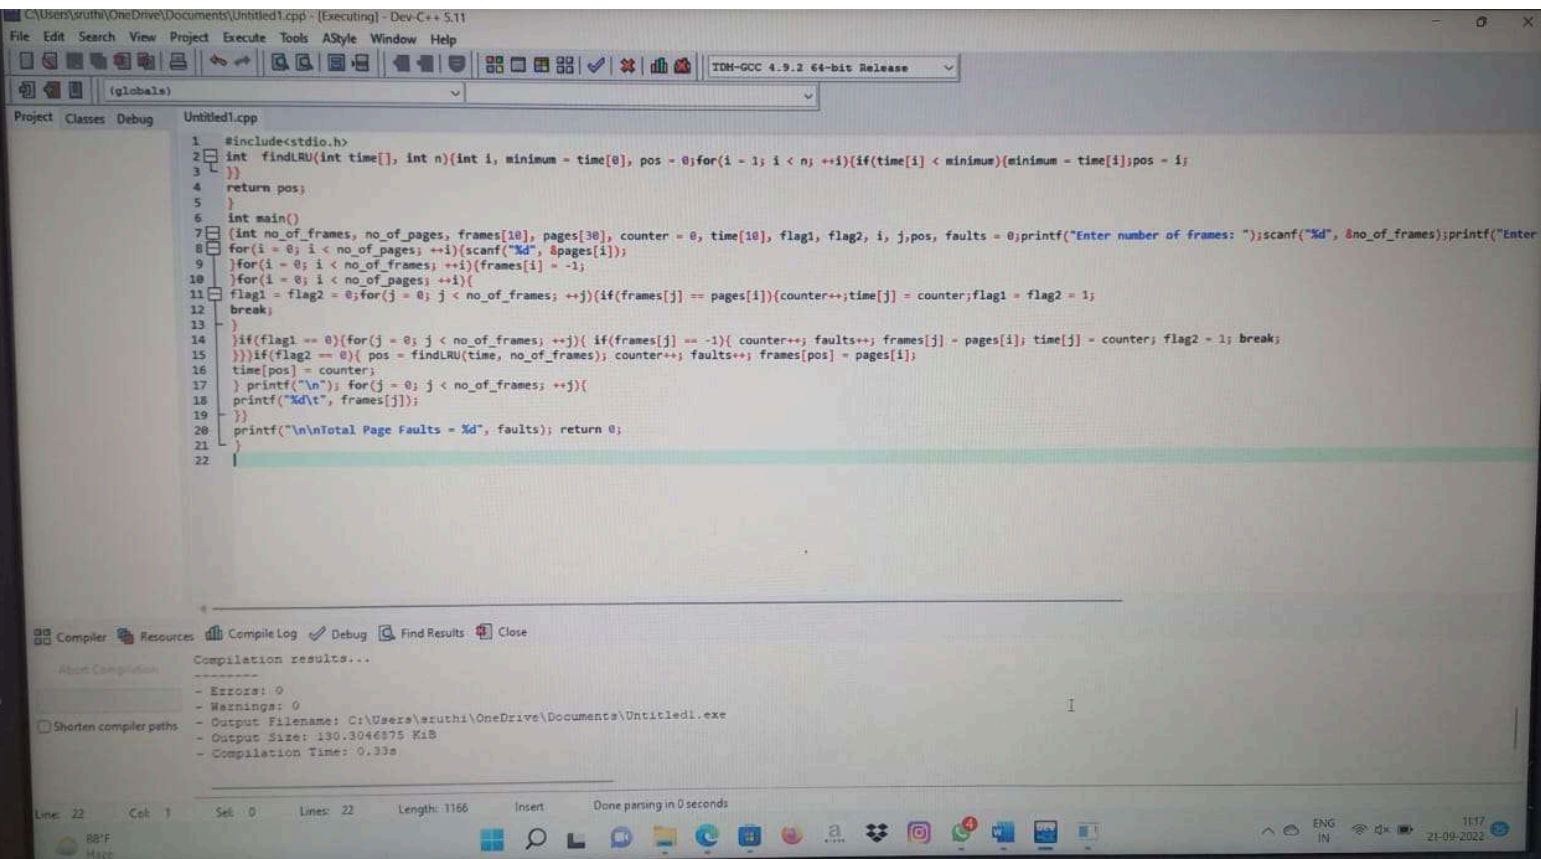 C:\Users\sruthi\OneDrive\Documents\Untitled1.cpp - [Executing] - Dev-C++ 5.11
File Edit Search View Project Execute Tools AStyle Window Help
TDM-GCC 4.9.2 64-bit Release
(globals)
Project Classes Debug Untitled1.cpp
1 #include<stdio.h>
2 int findLRU(int time[], int n){int i, minimum = time[0], pos = 0;for(i = 1; i < n; ++i){if(time[i] < minimum){minimum = time[i];pos = i;
3 }}
4 return pos;
5 }
6 int main()
7 {int no_of_frames, no_of_pages, frames[10], pages[30], counter = 0, time[10], flag1, flag2, i, j,pos, faults = 0;printf("Enter number of frames: ");scanf("%d", &no_of_frames);printf("Enter
8 for(i = 0; i < no_of_pages; ++i){scanf("%d", &pages[i]);
9 }for(i = 0; i < no_of_frames; ++i){frames[i] = -1;
10 }for(i = 0; i < no_of_pages; ++i){
11 flag1 = flag2 = 0;for(j = 0; j < no_of_frames; ++j){if(frames[j] == pages[i]){counter++;time[j] = counter;flag1 = flag2 = 1;
12 break;
13 }
14 }if(flag1 == 0){for(j = 0; j < no_of_frames; ++j){ if(frames[j] == -1){ counter++; faults++; frames[j] = pages[i]; time[j] = counter; flag2 = 1; break;
15 }}}if(flag2 == 0){ pos = findLRU(time, no_of_frames); counter++; faults++; frames[pos] = pages[i];
16 time[pos] = counter;
17 } printf("\n"); for(j = 0; j < no_of_frames; ++j){
18 printf("%d\t", frames[j]);
19 }}
20 printf("\n\nTotal Page Faults = %d", faults); return 0;
21 }
22
Compiler Resources Compile Log Debug Find Results Close
Abort Compilation
Compilation results...
--------
- Errors: 0
- Warnings: 0
Shorten compiler paths
- Output Filename: C:\Users\sruthi\OneDrive\Documents\Untitled1.exe
- Output Size: 130.3046875 KiB
- Compilation Time: 0.33s
Line: 22 Col: 1 Sel: 0 Lines: 22 Length: 1166 Insert Done parsing in 0 seconds
88°F
Haze
a
4
ENG
IN
11:17
21-09-2022